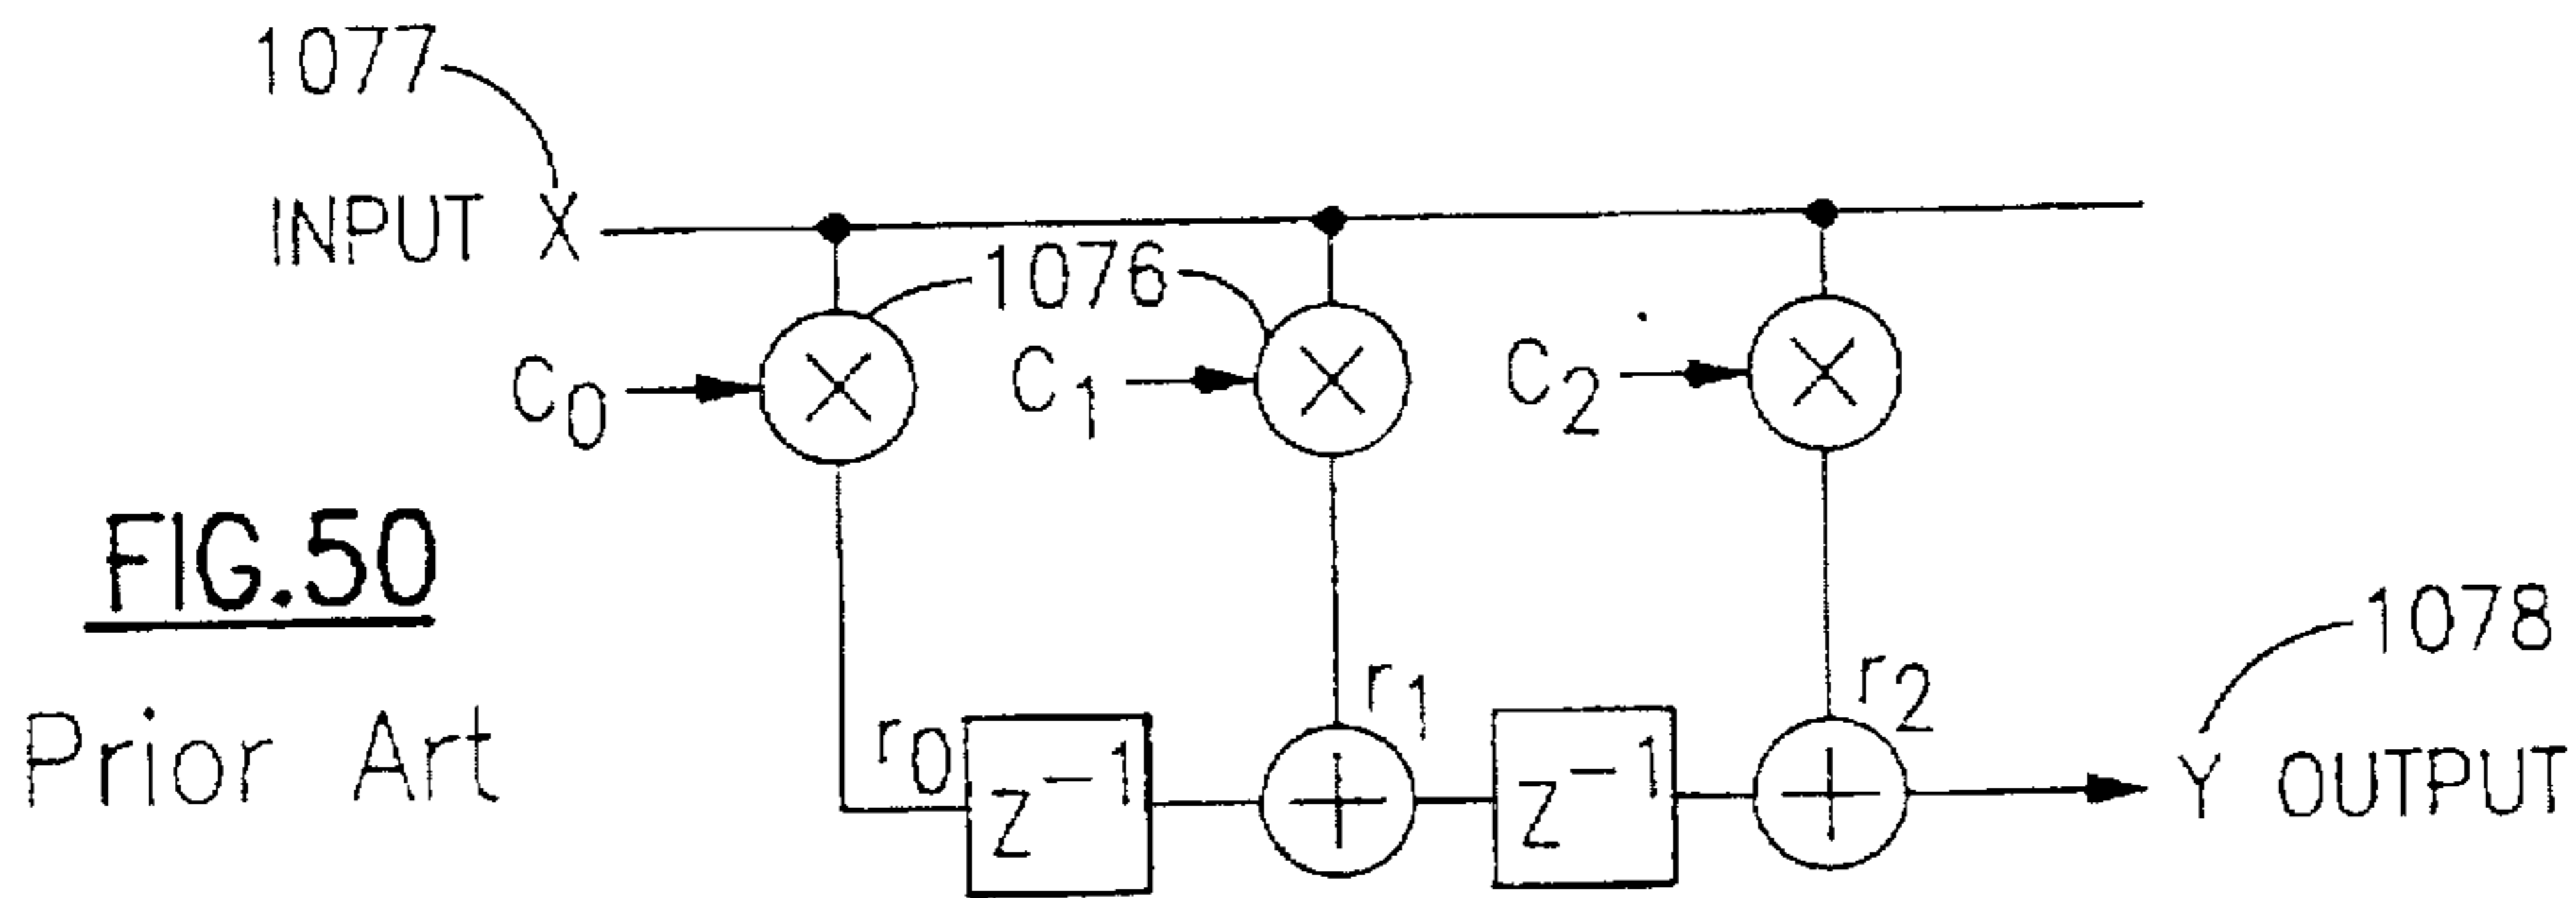 1077
INPUT X
1076
C0
C1
C2
FIG.50
Prior Art
r0
z-1
r1
z-1
r2
1078
Y OUTPUT